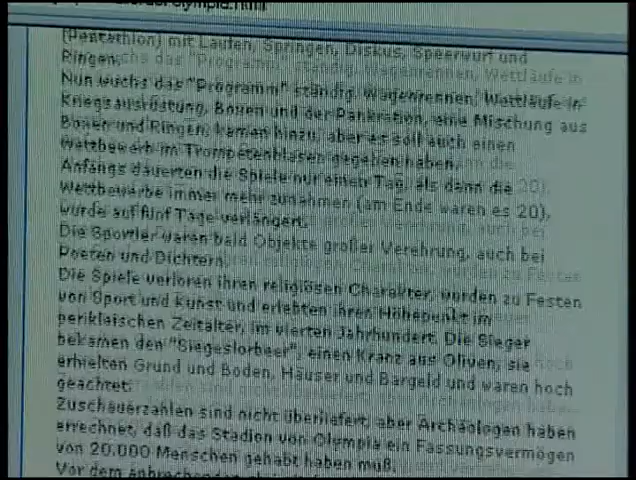 (Pentathlon) mit Laufen, Springen, Diskus, Speerwurf und
Ringen.
Nun wuchs das "Programm" ständig, Wagenrennen, Wettläufe in
Kriegsausrüstung, Boxen und der Pankration, eine Mischung aus
Boxen und Ringen, kamen hinzu, aber es soll auch einen
Wettbewerb im Trompetenblasen gegeben haben.
Anfangs dauerten die Spiele nur einen Tag, als dann die
Wettbewerbe immer mehr zunahmen (am Ende waren es 20),
wurde auf fünf Tage verlängert.
Die Sportler waren bald Objekte großer Verehrung, auch bei
Poeten und Dichtern.
Die Spiele verloren ihren religiösen Charakter, wurden zu Festen
von Sport und Kunst und erlebten ihren Höhepunkt im
perikleischen Zeitalter, im vierten Jahrhundert. Die Sieger
bekamen den "Siegeslorbeer", einen Kranz aus Oliven, sie
erhielten Grund und Boden, Häuser und Bargeld und waren hoch
geachtet.
Zuschauerzahlen sind nicht überliefert, aber Archäologen haben
errechnet, daß das Stadion von Olympia ein Fassungsvermögen
von 20.000 Menschen gehabt haben muß.
Vor dem